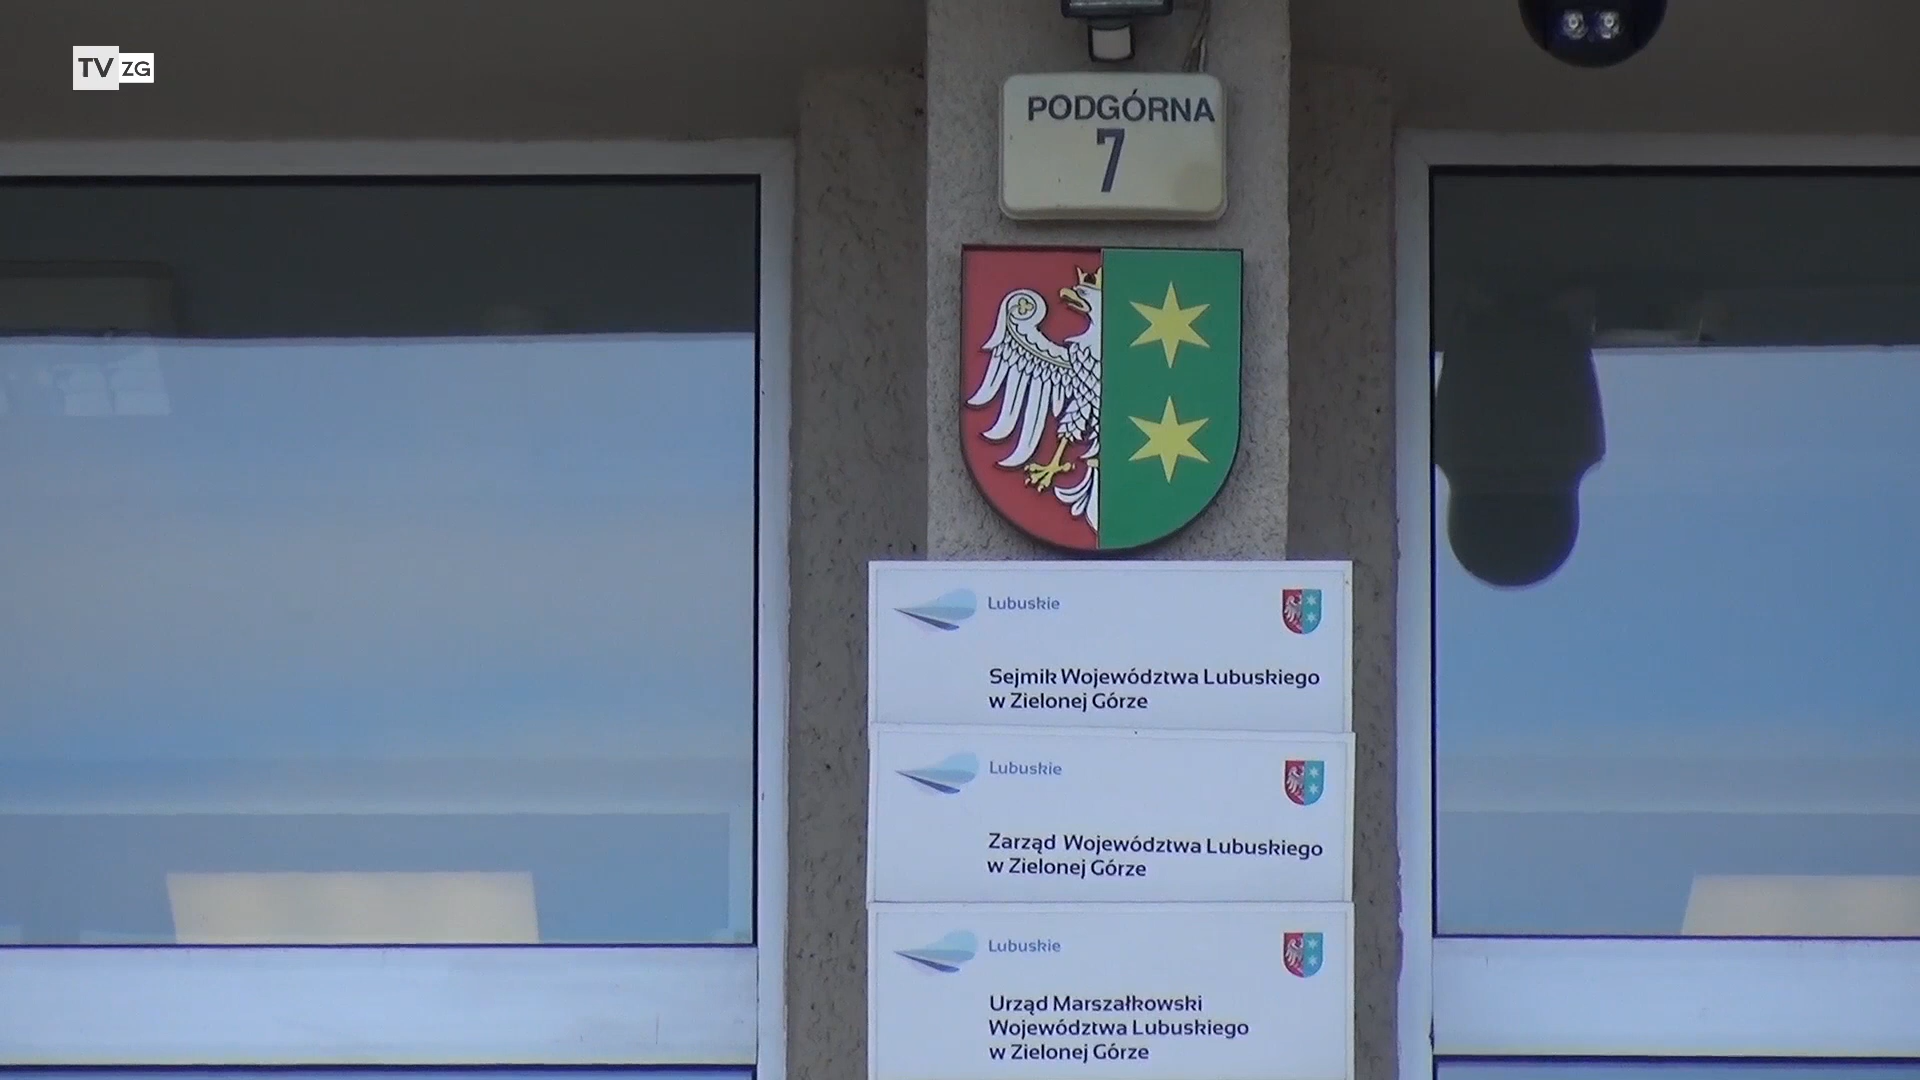 TV ZG
PODGÓRNA
7
Lubuskie
Sejmik Województwa Lubuskiego
w Zielonej Górze
Lubuskie
Zarząd Województwa Lubuskiego
w Zielonej Górze
Lubuskie
Urząd Marszałkowski
Województwa Lubuskiego
w Zielonej Górze